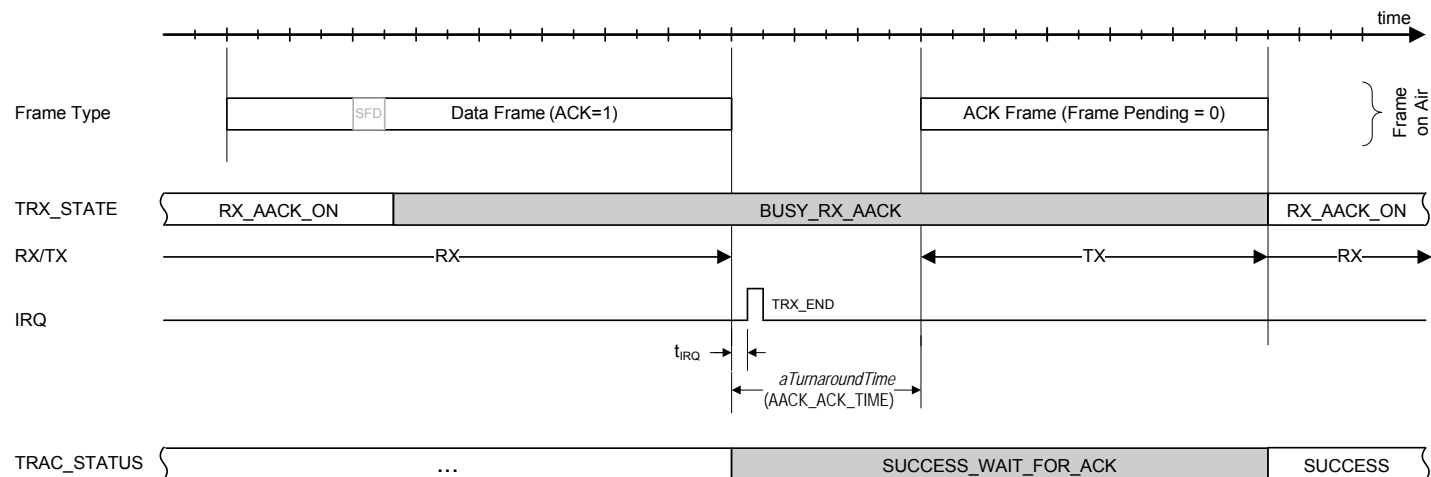 time
Frame Type
SFD
Data Frame (ACK=1)
ACK Frame (Frame Pending = 0)
Frame
on Air
TRX_STATE
RX_AACK_ON
BUSY_RX_AACK
RX_AACK_ON
RX/TX
RX
TX
RX
IRQ
TRX_END
tIRQ
aTurnaroundTime
(AACK_ACK_TIME)
TRAC_STATUS
...
SUCCESS_WAIT_FOR_ACK
SUCCESS